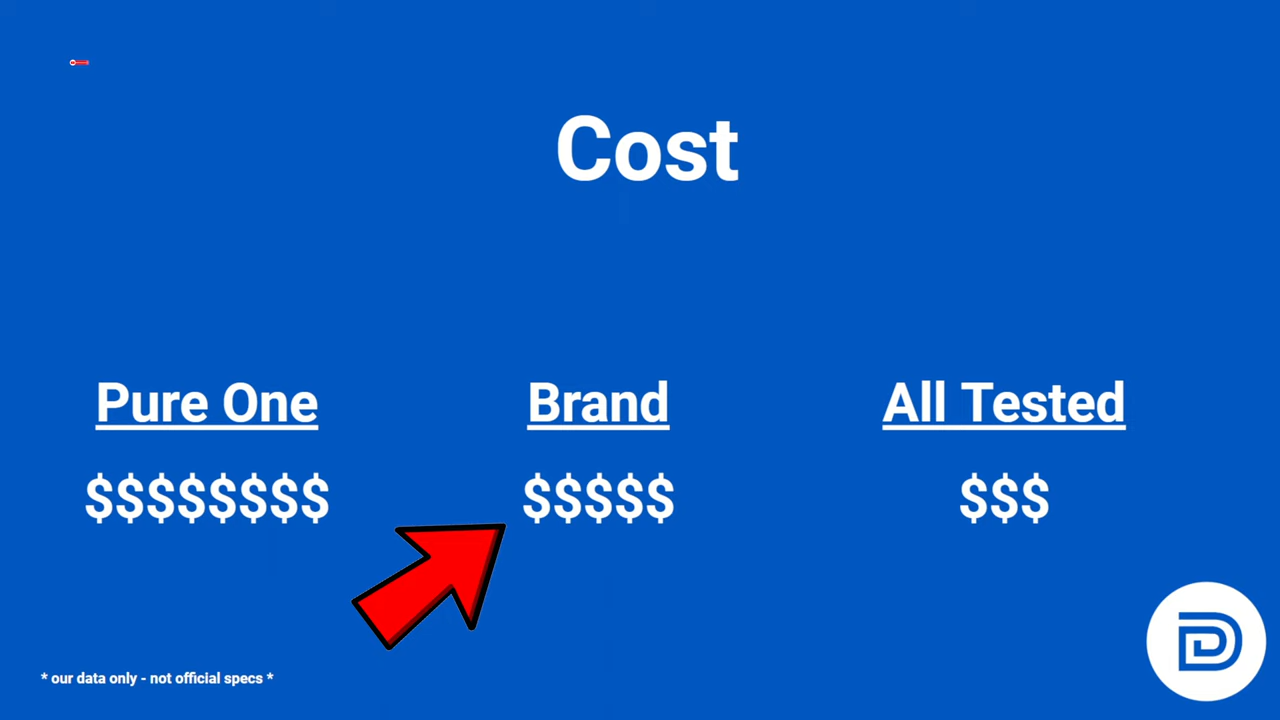 Cost
Pure One Brand All Tested
$$$$$$$$ $$$$$ $$$
* our data only - not official specs *